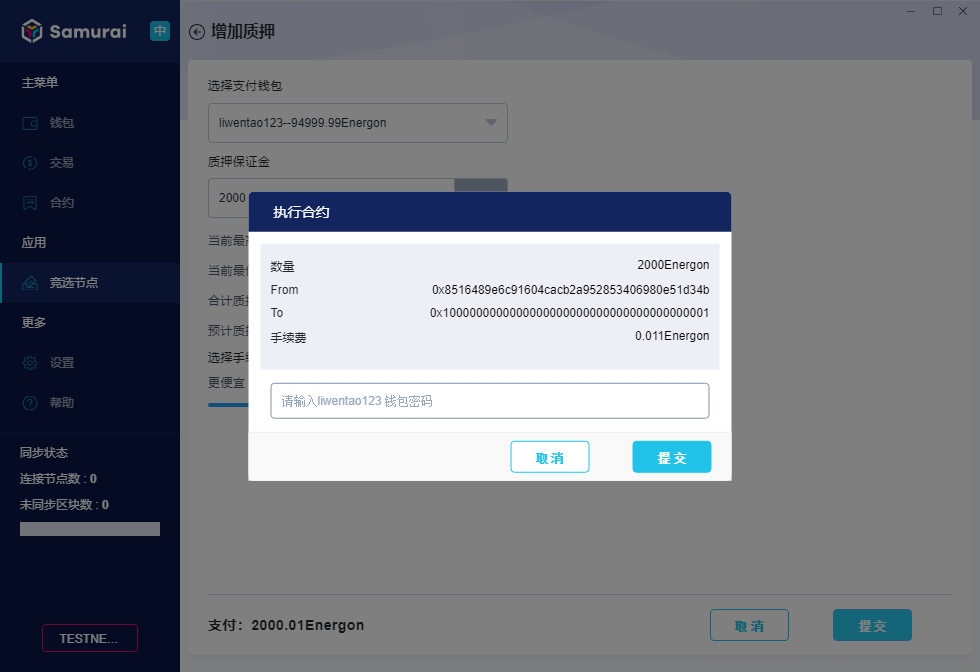 Samurai
中
主菜单
钱包
交易
合约
应用
竞选节点
更多
设置
帮助
同步状态
连接节点数 : 0
未同步区块数 : 0
TESTNE...
增加质押
选择支付钱包
liwentao123--94999.99Energon
质押保证金
2000
当前最
当前最
合计质
预计质
选择手
更便宜
执行合约
数量 2000Energon
From 0x8516489e6c91604cacb2a952853406980e51d34b
To 0x1000000000000000000000000000000000000001
手续费 0.011Energon
请输入liwentao123 钱包密码
取消 提交
支付：2000.01Energon
取消 提交